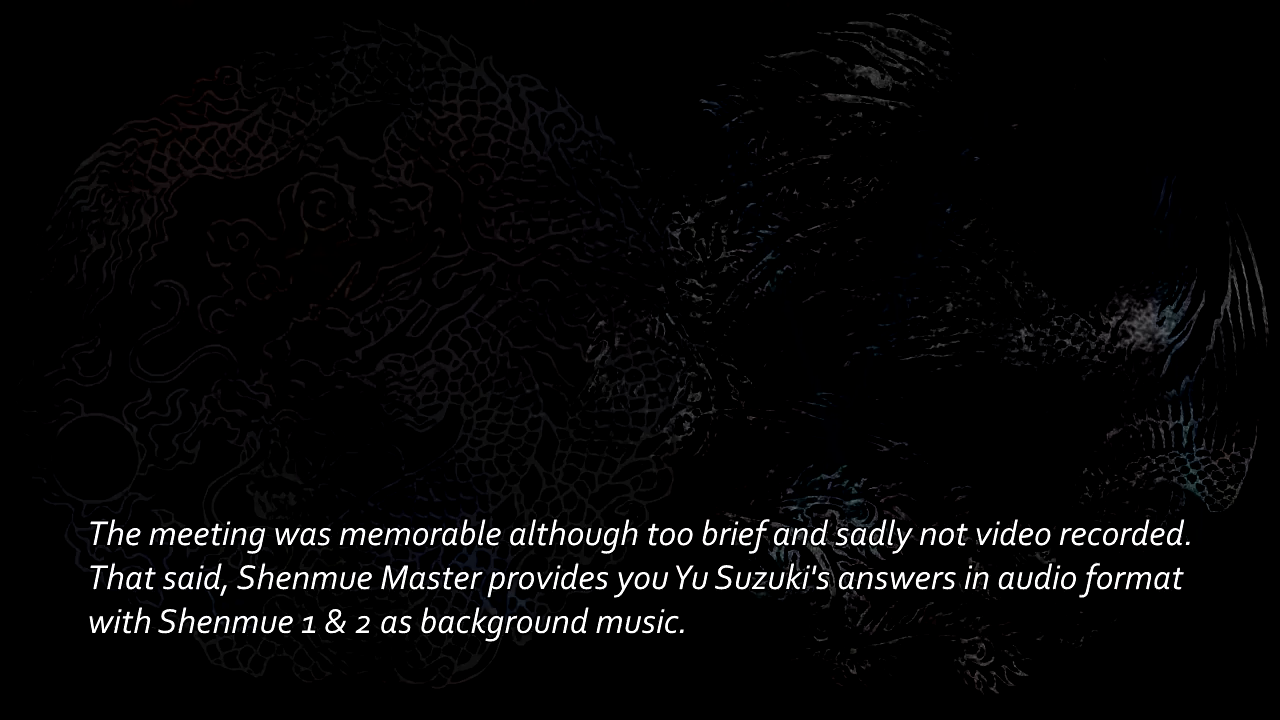 The meeting was memorable although too brief and sadly not video recorded.
That said, Shenmue Master provides you Yu Suzuki's answers in audio format
with Shenmue 1 & 2 as background music.